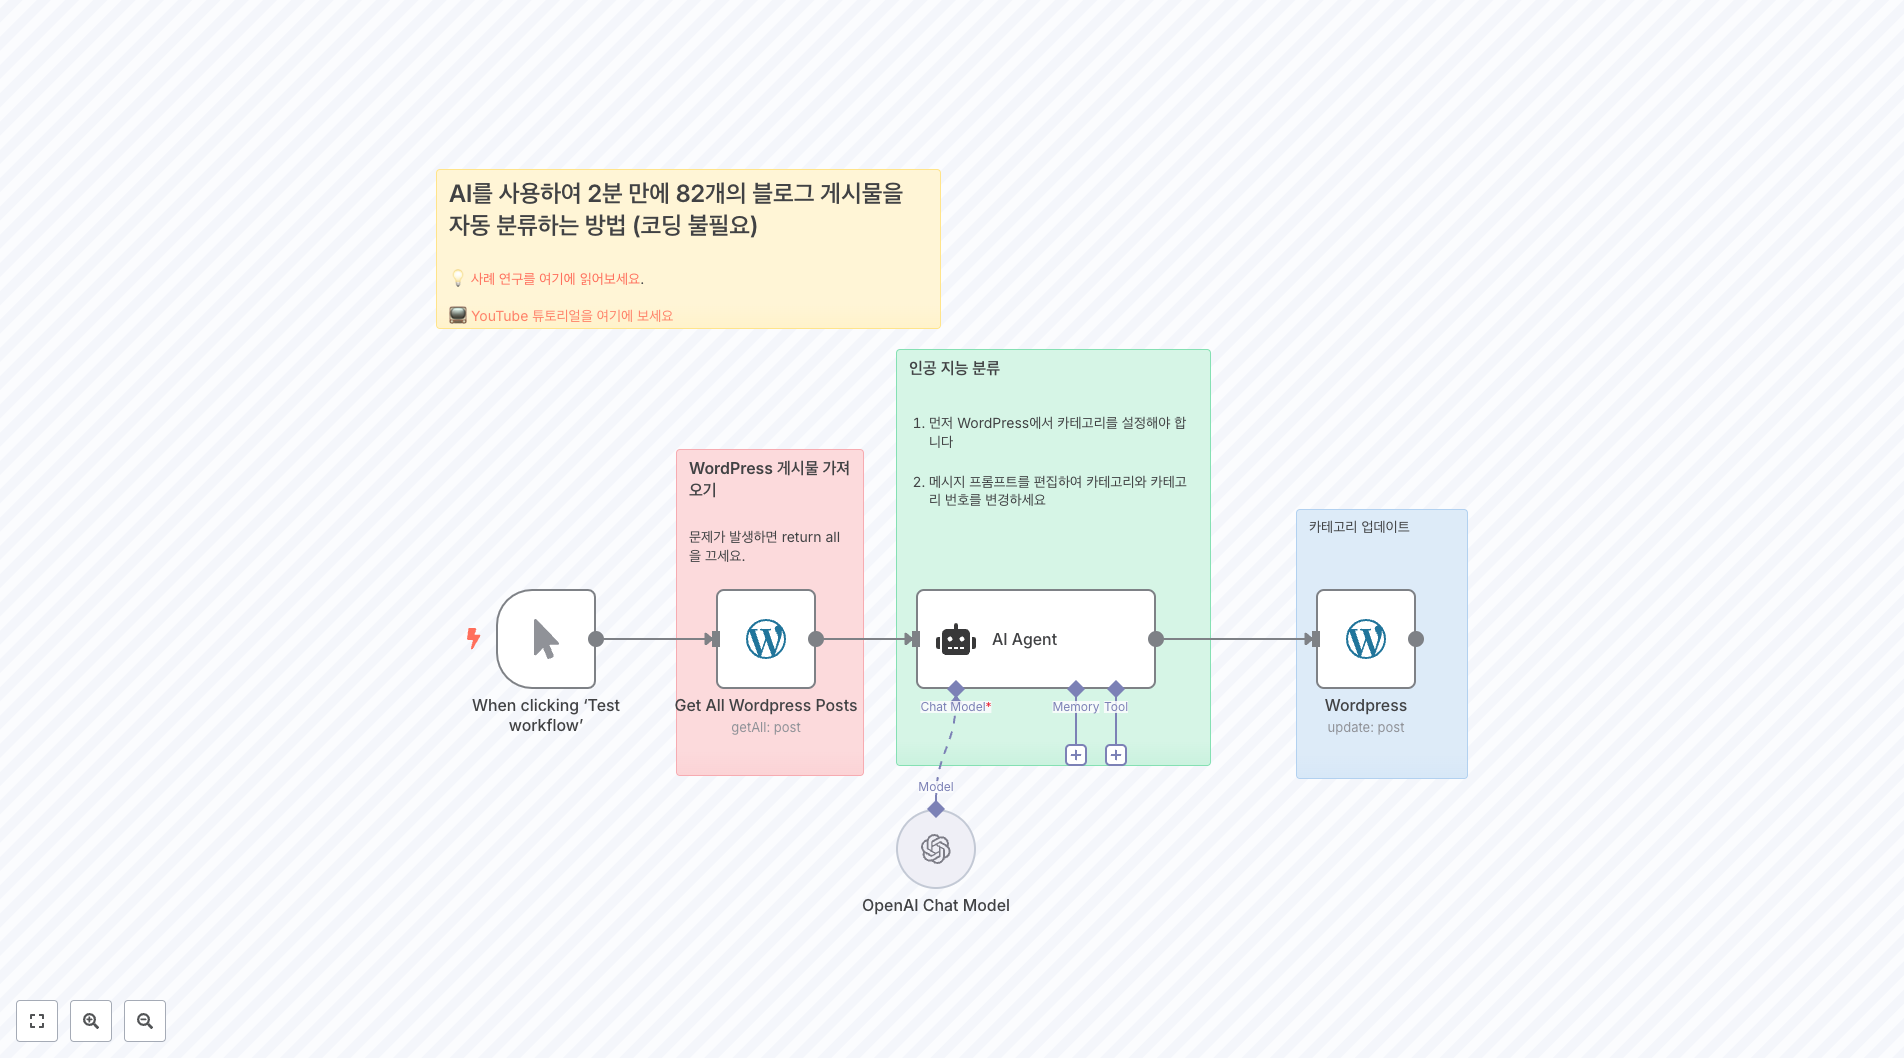 AI를 사용하여 2분 만에 82개의 블로그 게시물을
자동 분류하는 방법 (코딩 불필요)
💡 사례 연구를 여기에 읽어보세요.
📺 YouTube 튜토리얼을 여기에 보세요
인공 지능 분류
1. 먼저 WordPress에서 카테고리를 설정해야 합
니다
2. 메시지 프롬프트를 편집하여 카테고리와 카테고
리 번호를 변경하세요
WordPress 게시물 가져
오기
문제가 발생하면 return all
을 끄세요.
카테고리 업데이트
When clicking ‘Test
workflow’
Get All Wordpress Posts
getAll: post
AI Agent
Chat Model*
Memory
Tool
Model
OpenAI Chat Model
Wordpress
update: post